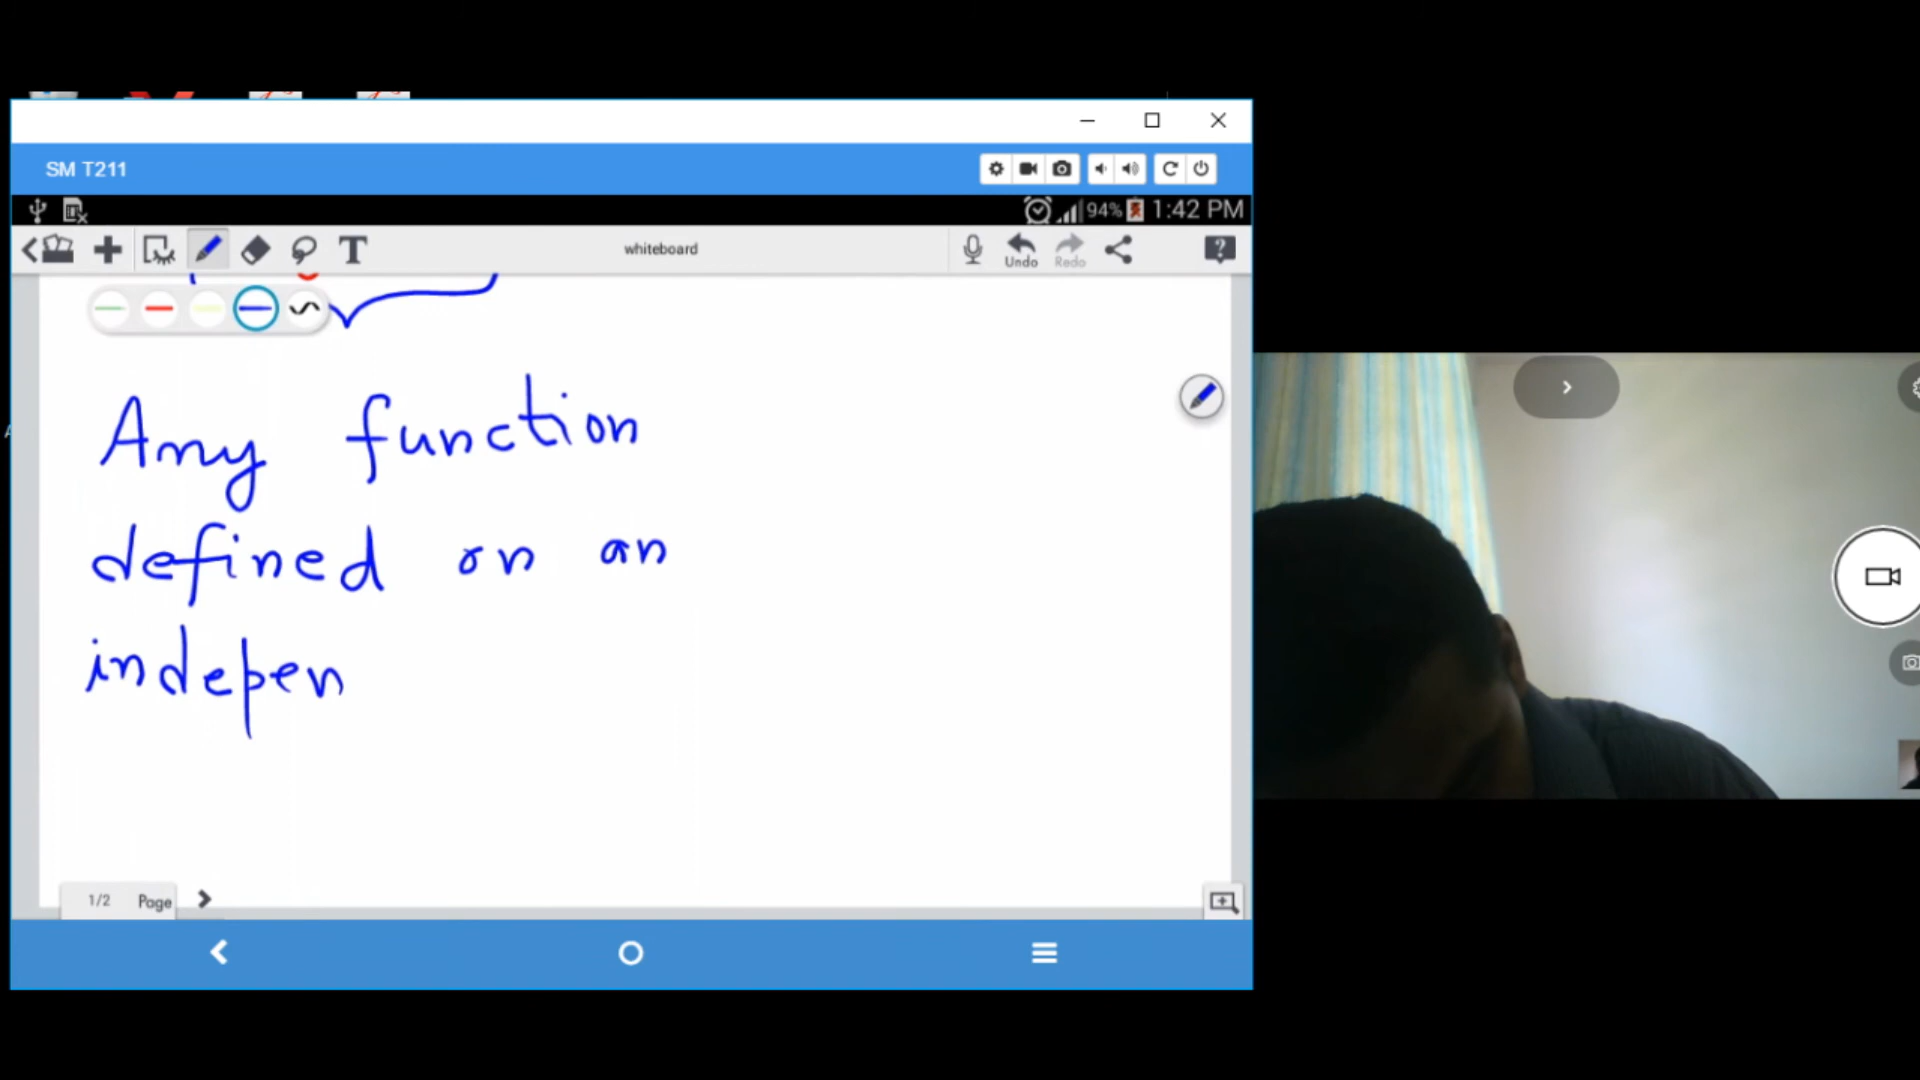 SM T211
94% 1:42 PM
T whiteboard Undo Redo ?
Any function
defined on an
indepen
1/2 Page